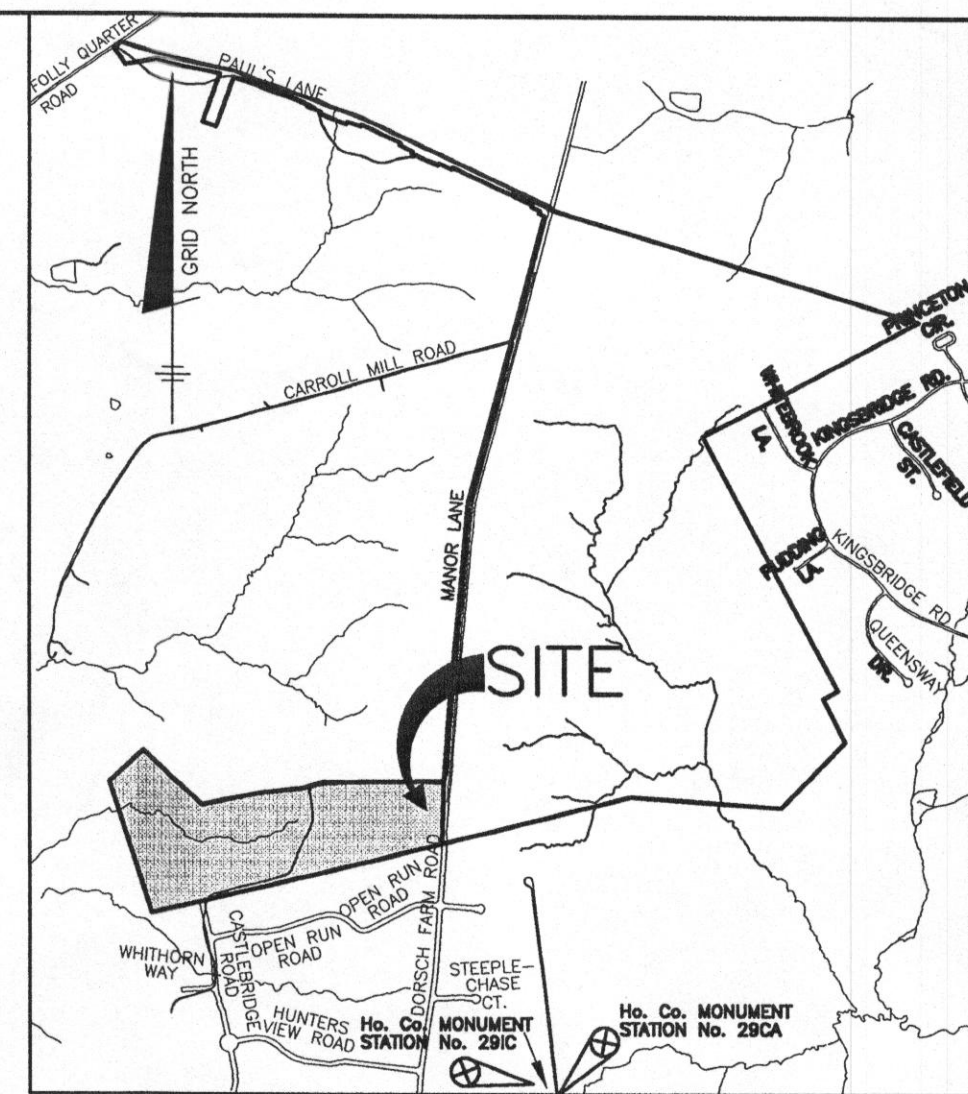 FOLLY QUARTER
ROAD
PAUL'S LANE
GRID NORTH
CARROLL MILL ROAD
MANOR LANE
PRINCETON
CIR.
WHITEBROOK
LA.
KINGSBRIDGE RD.
CASTLEFIELD
ST.
PUDDING
LA.
KINGSBRIDGE RD.
QUEENSWAY
DR.
SITE
OPEN RUN
ROAD
OPEN RUN
ROAD
WHITHORN
WAY
CASTLEBRIDGE
ROAD
DORSCH FARM ROAD
STEEPLE-
CHASE
CT.
HUNTERS
VIEW ROAD
Ho. Co. MONUMENT
STATION No. 29IC
Ho. Co. MONUMENT
STATION No. 29CA